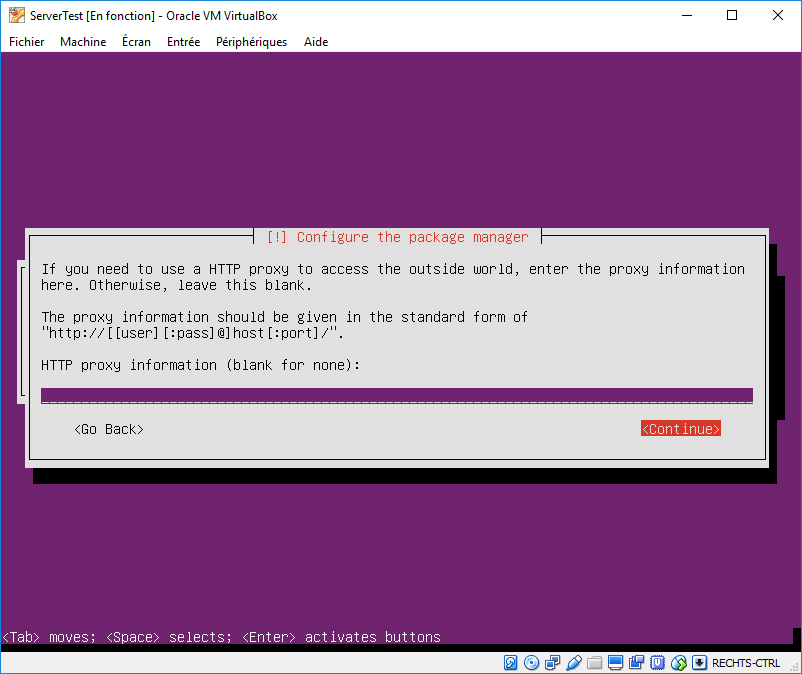 ServerTest [En fonction] - Oracle VM VirtualBox
Fichier Machine Écran Entrée Périphériques Aide
[!] Configure the package manager
If you need to use a HTTP proxy to access the outside world, enter the proxy information
here. Otherwise, leave this blank.
The proxy information should be given in the standard form of
"http://[[user][:pass]@]host[:port]/".
HTTP proxy information (blank for none):
<Go Back> <Continue>
<Tab> moves; <Space> selects; <Enter> activates buttons
RECHTS-CTRL